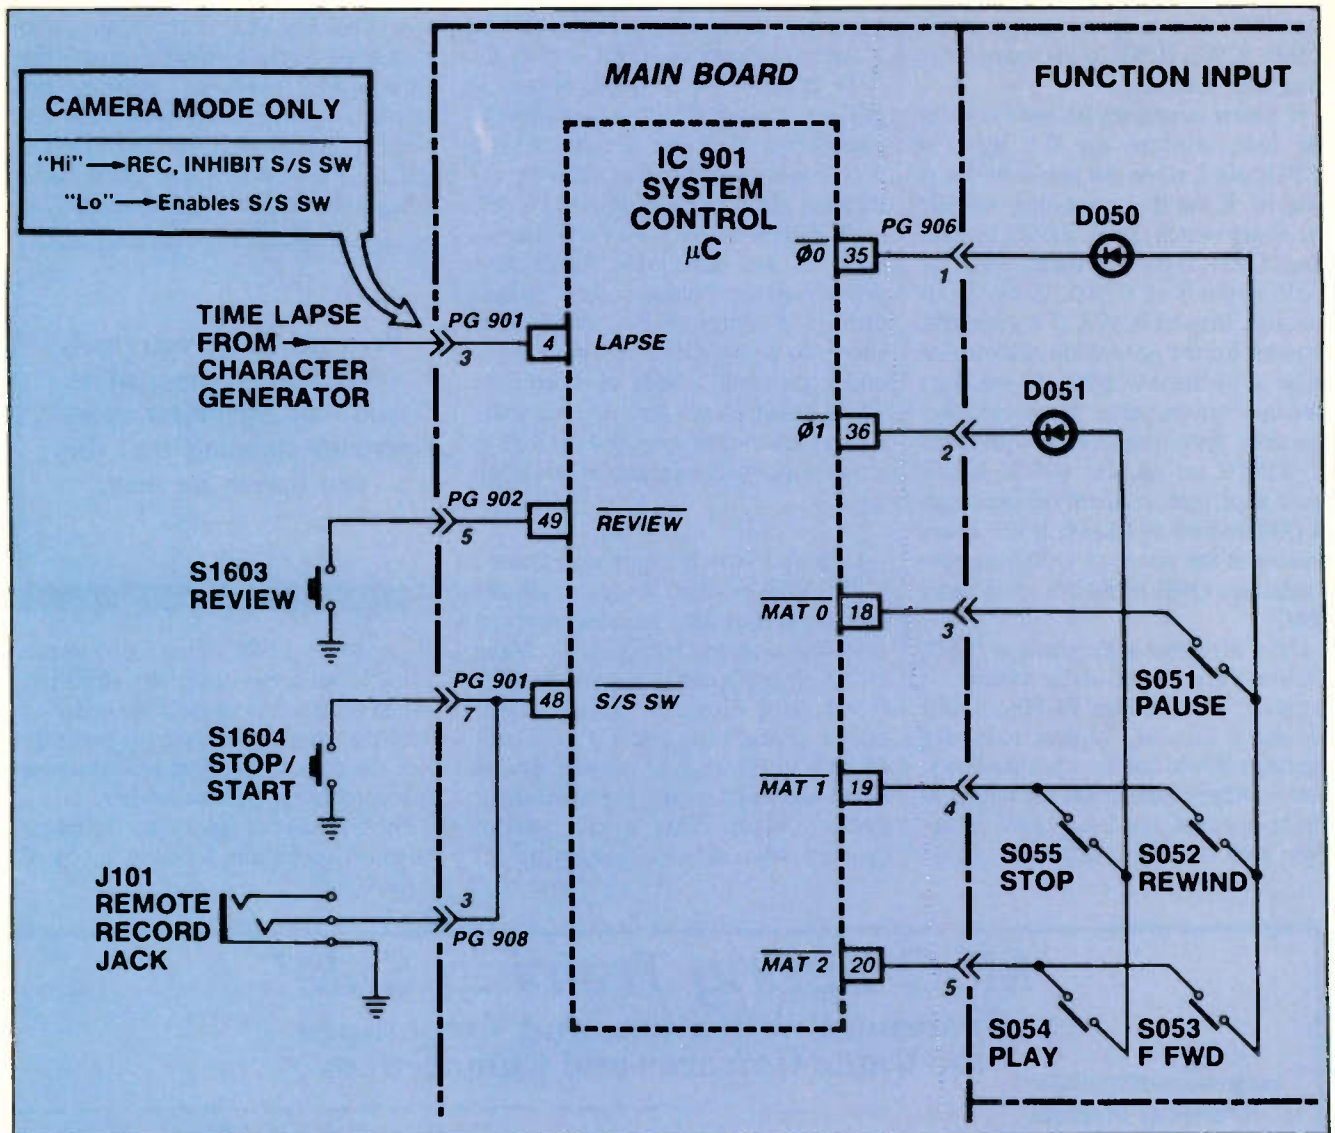 MAIN BOARD
FUNCTION INPUT
CAMERA MODE ONLY
"Hi"→REC, INHIBIT S/S SW
"Lo"→Enables S/S SW
IC 901
SYSTEM
CONTROL
µC
TIME LAPSE
FROM
CHARACTER
GENERATOR
PG 901
3
4
LAPSE
PG 902
5
49
REVIEW
S1603
REVIEW
PG 901
7
48
S/S SW
S1604
STOP/
START
J101
REMOTE
RECORD
JACK
3
PG 908
Ø0
35
PG 906
1
D050
Ø1
36
2
D051
MAT 0
18
3
S051
PAUSE
MAT 1
19
4
S055
STOP
S052
REWIND
MAT 2
20
5
S054
PLAY
S053
F FWD